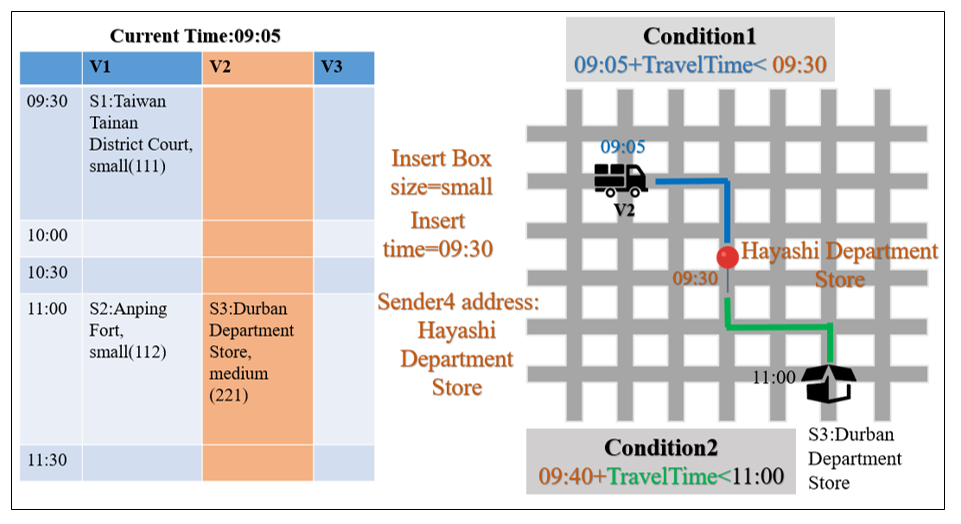 Current Time:09:05
V1
V2
V3
09:30
S1:Taiwan
Tainan
District Court,
small(111)
10:00
10:30
11:00
S2:Anping
Fort,
small(112)
S3:Durban
Department
Store,
medium
(221)
11:30
Insert Box
size=small
Insert
time=09:30
Sender4 address:
Hayashi
Department
Store
Condition1
09:05+TravelTime< 09:30
09:05
V2
Hayashi Department
Store
09:30
11:00
S3:Durban
Department
Store
Condition2
09:40+TravelTime<11:00